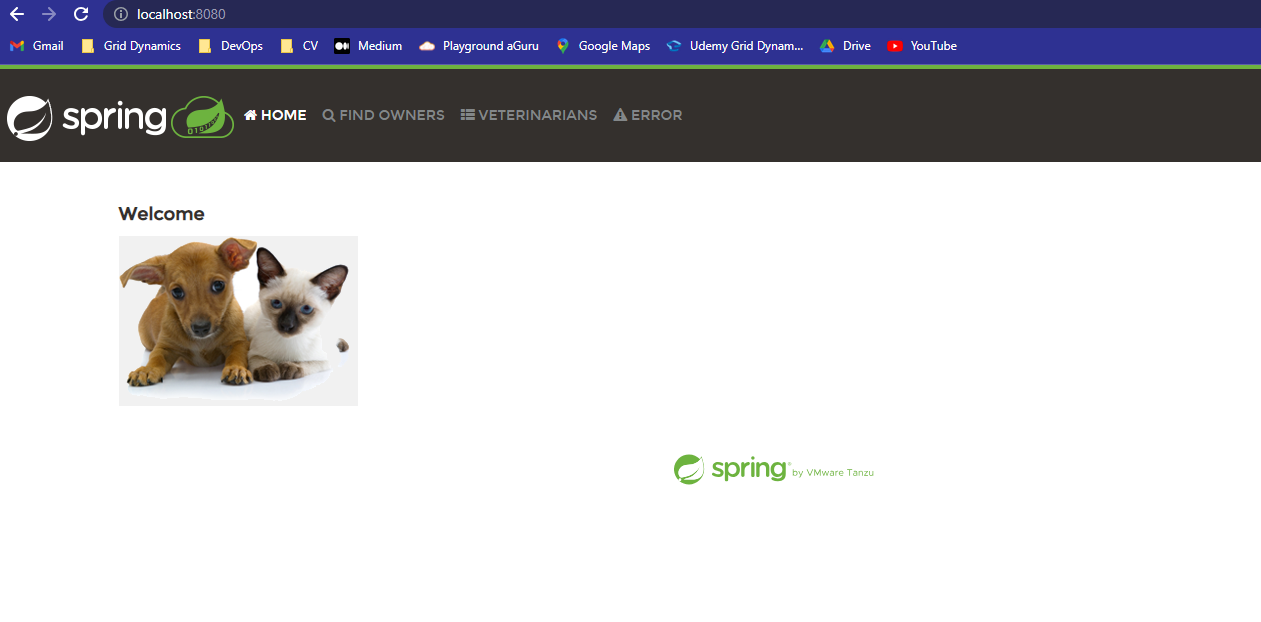 localhost:8080
Gmail Grid Dynamics DevOps CV Medium Playground aGuru Google Maps Udemy Grid Dynam... Drive YouTube
spring HOME FIND OWNERS VETERINARIANS ERROR
Welcome
spring by VMware Tanzu